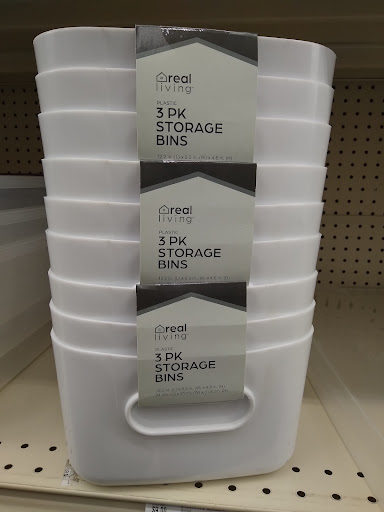 real
living
PLASTIC
3 PK
STORAGE
BINS
real
living
PLASTIC
3 PK
STORAGE
BINS
real
living
PLASTIC
3 PK
STORAGE
BINS